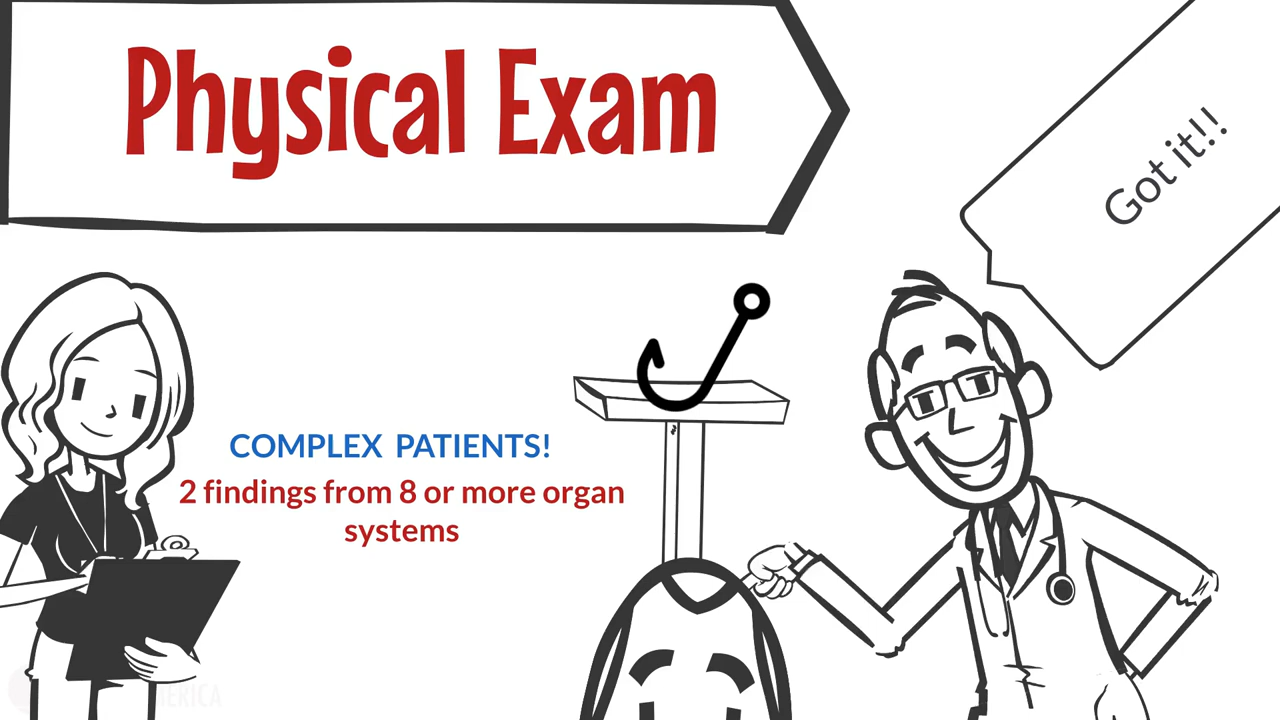 Physical Exam
Got it!!
COMPLEX PATIENTS!
2 findings from 8 or more organ
systems